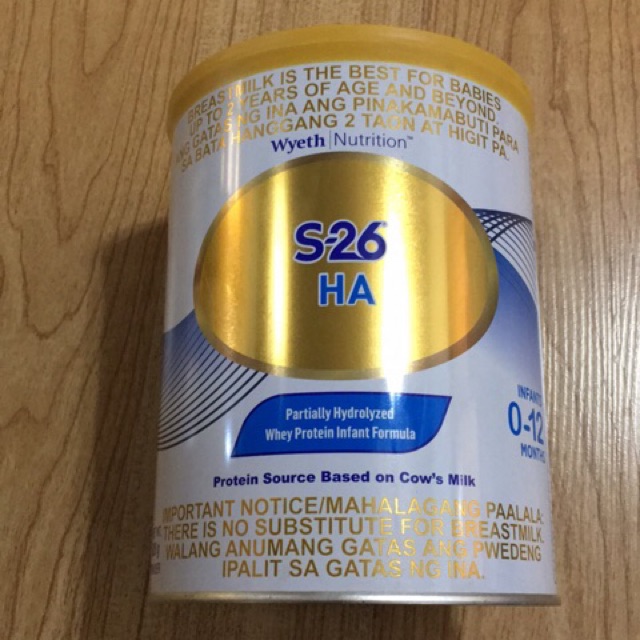 BREASTMILK IS THE BEST FOR BABIES
UP TO 2 YEARS OF AGE AND BEYOND.
ANG GATAS NG INA ANG PINAKAMABUTI PARA
SA BATA HANGGANG 2 TAON AT HIGIT PA.
Wyeth | Nutrition™
S-26
HA
Partially Hydrolyzed
Whey Protein Infant Formula
INFANTS
0-12
MONTHS
Protein Source Based on Cow's Milk
IMPORTANT NOTICE/MAHALAGANG PAALALA:
THERE IS NO SUBSTITUTE FOR BREASTMILK.
WALANG ANUMANG GATAS ANG PWEDENG
IPALIT SA GATAS NG INA.